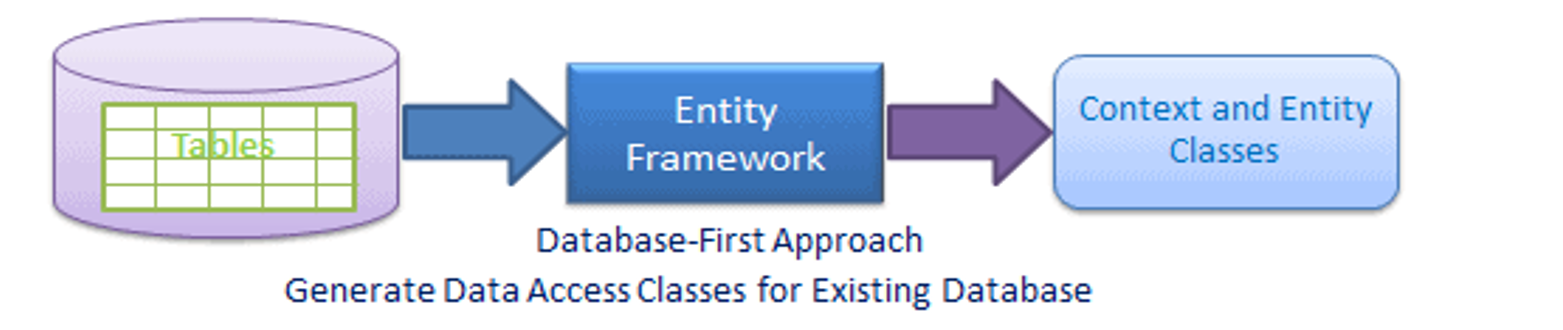 Tables
Entity
Framework
Context and Entity
Classes
Database-First Approach
Generate Data Access Classes for Existing Database